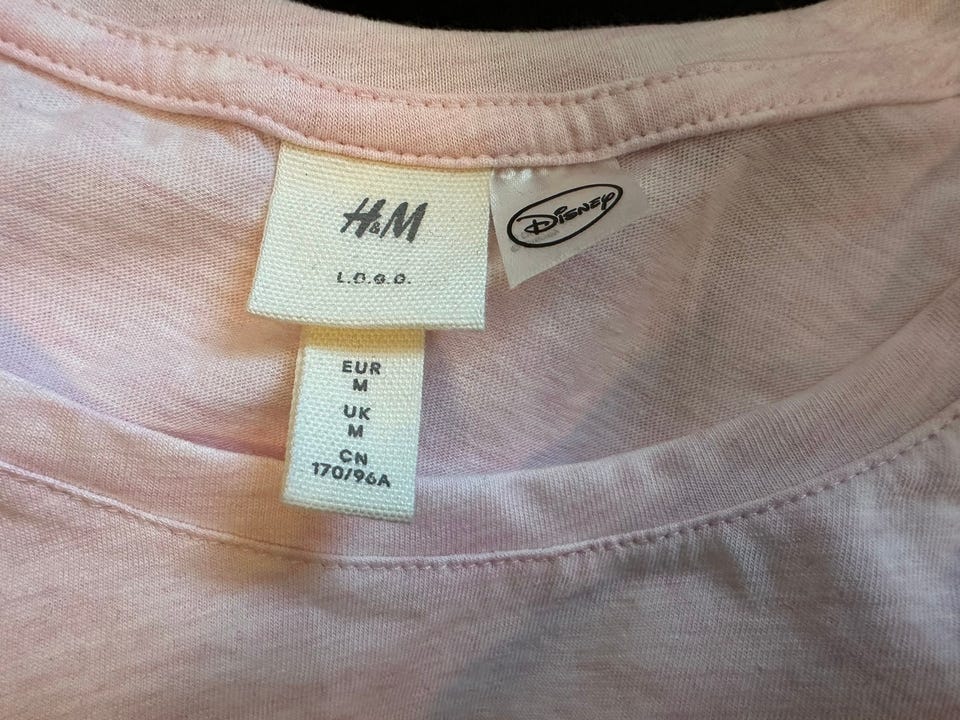 H&M
L.O.G.G.
Disney
EUR
M
UK
M
CN
170/96A